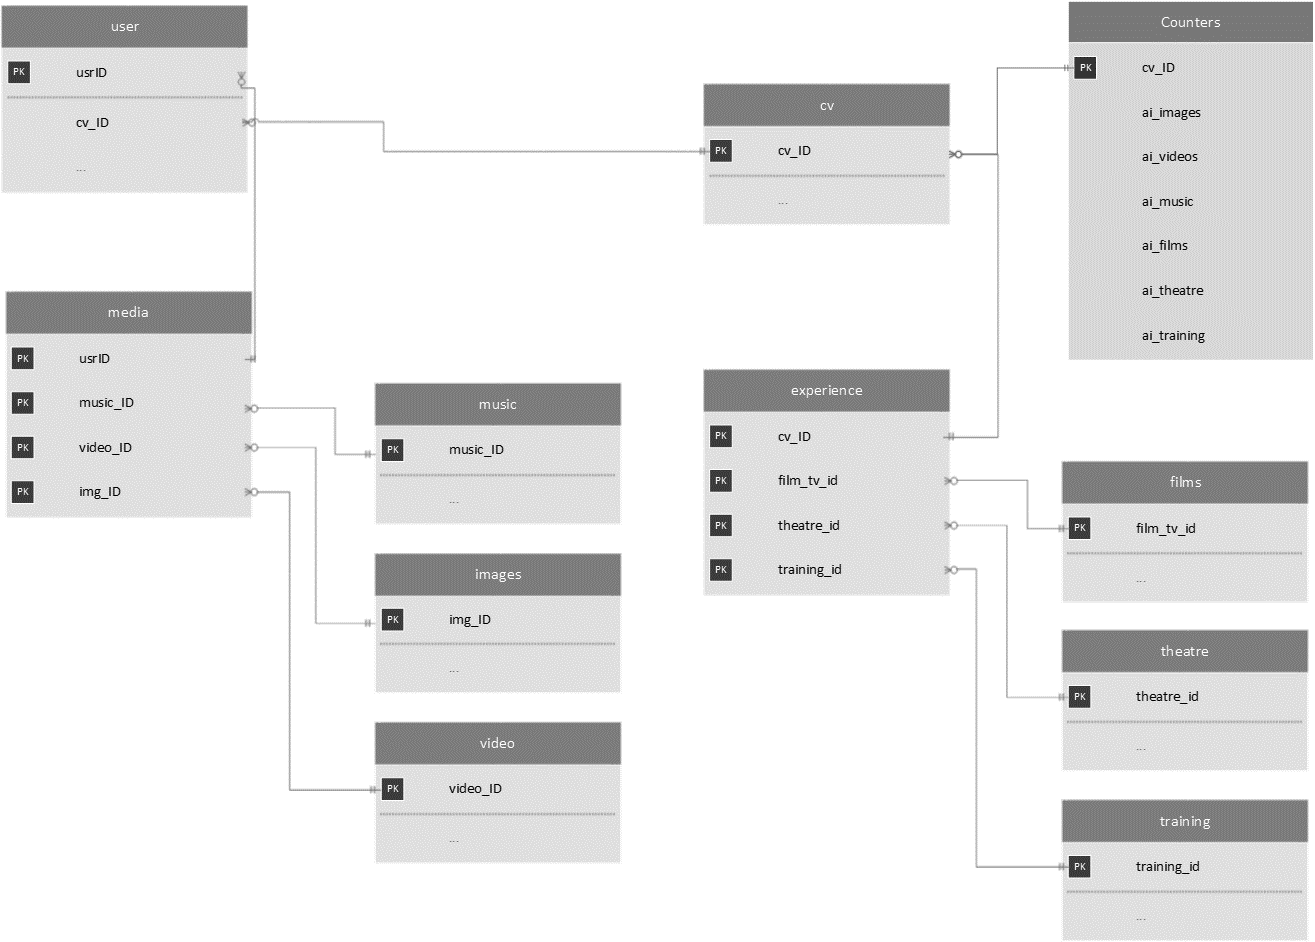 user
PK usrID
cv_ID
...
Counters
PK cv_ID
ai_images
ai_videos
ai_music
ai_films
ai_theatre
ai_training
cv
PK cv_ID
...
media
PK usrID
PK music_ID
PK video_ID
PK img_ID
music
PK music_ID
...
images
PK img_ID
...
video
PK video_ID
...
experience
PK cv_ID
PK film_tv_id
PK theatre_id
PK training_id
films
PK film_tv_id
...
theatre
PK theatre_id
...
training
PK training_id
...